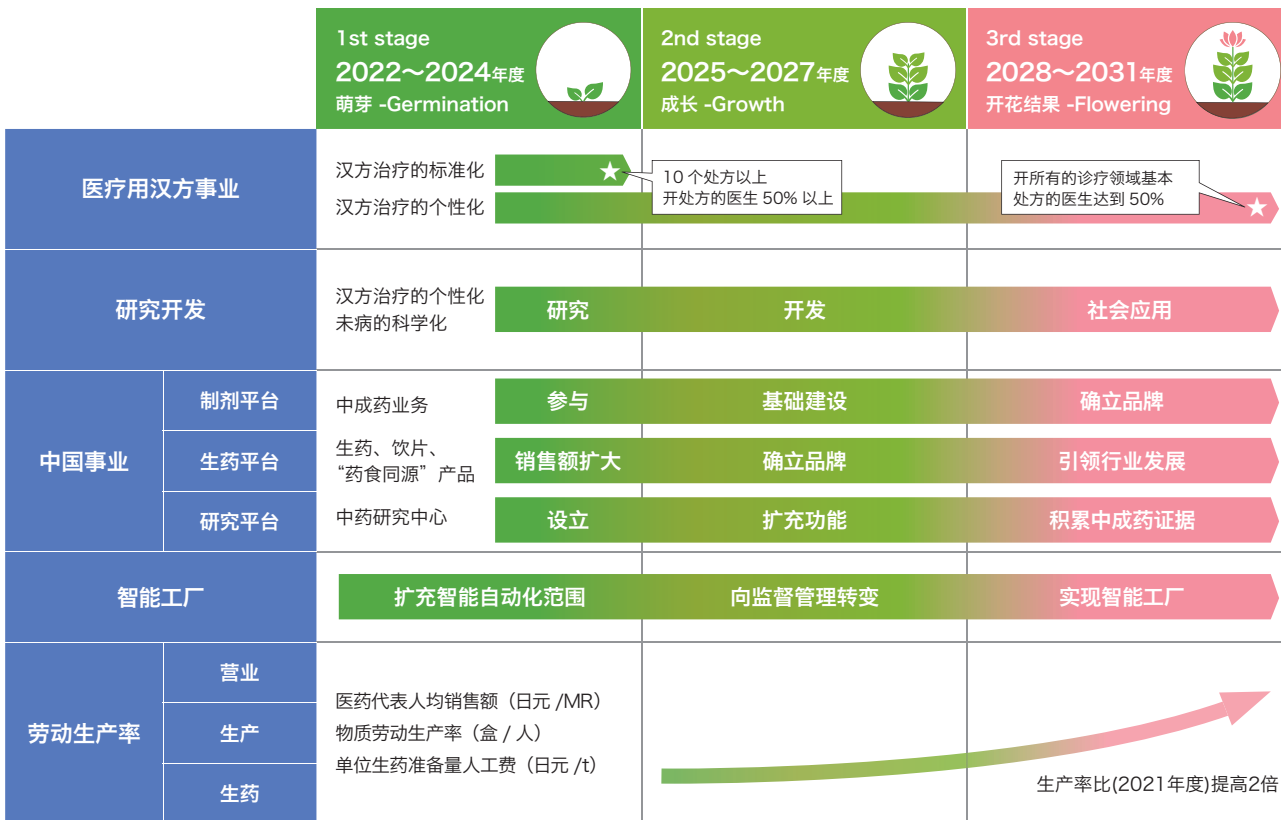 1st stage
2022～2024年度
萌芽 -Germination
2nd stage
2025～2027年度
成长 -Growth
3rd stage
2028～2031年度
开花结果 -Flowering
医疗用汉方事业
汉方治疗的标准化
汉方治疗的个性化
10 个处方以上
开处方的医生 50% 以上
开所有的诊疗领域基本
处方的医生达到 50%
研究开发
汉方治疗的个性化
未病的科学化
研究
开发
社会应用
中国事业
制剂平台
中成药业务
参与
基础建设
确立品牌
生药平台
生药、饮片、
“药食同源”产品
销售额扩大
确立品牌
引领行业发展
研究平台
中药研究中心
设立
扩充功能
积累中成药证据
智能工厂
扩充智能自动化范围
向监督管理转变
实现智能工厂
劳动生产率
营业
生产
生药
医药代表人均销售额（日元 /MR）
物质劳动生产率（盒 / 人）
单位生药准备量人工费（日元 /t）
生产率比(2021年度)提高2倍